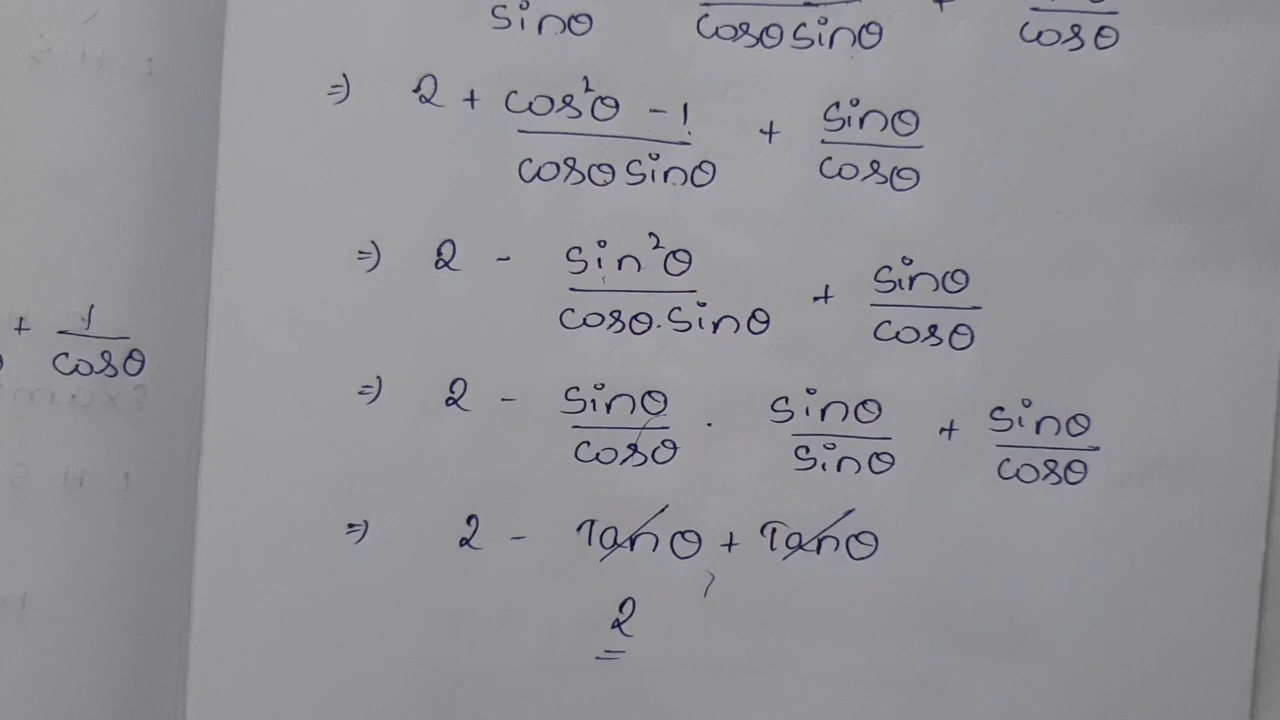 sinθ cosθ sinθ + cosθ
⇒ 2 + cos²θ - 1 / cosθ sinθ + sinθ / cosθ
⇒ 2 - sin²θ / cosθ . sinθ + sinθ / cosθ
+ 1 / cosθ
⇒ 2 - sinθ / cosθ . sinθ / sinθ + sinθ / cosθ
⇒ 2 - Tanθ + Tanθ
2